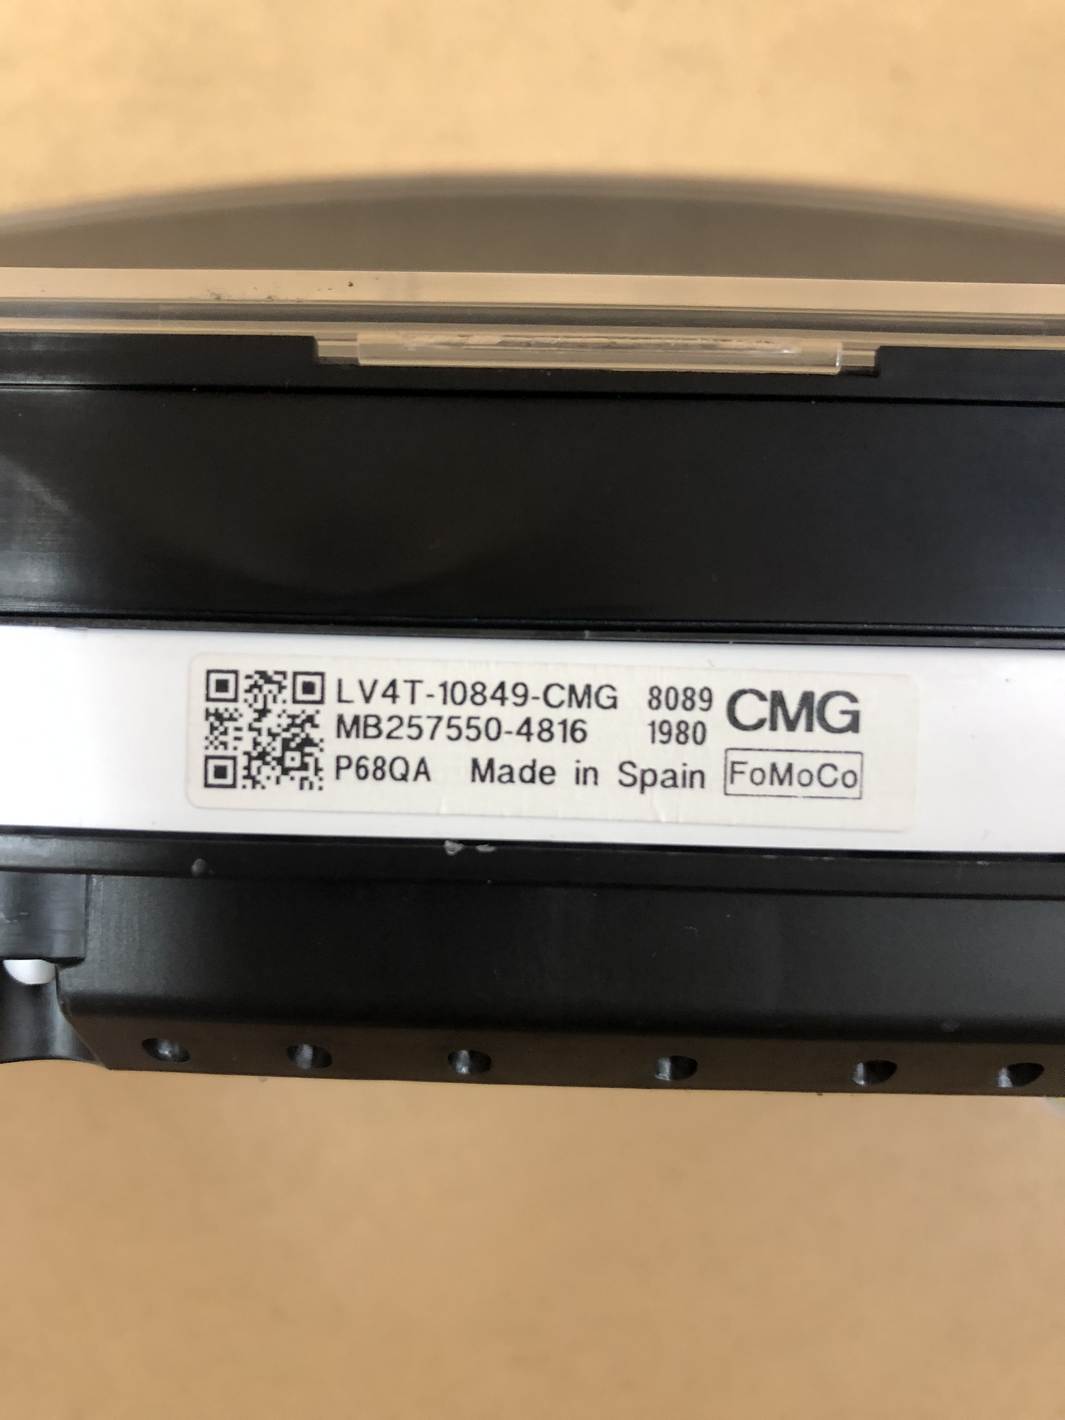 LV4T-10849-CMG 8089 CMG
MB257550-4816 1980
P68QA Made in Spain FoMoCo